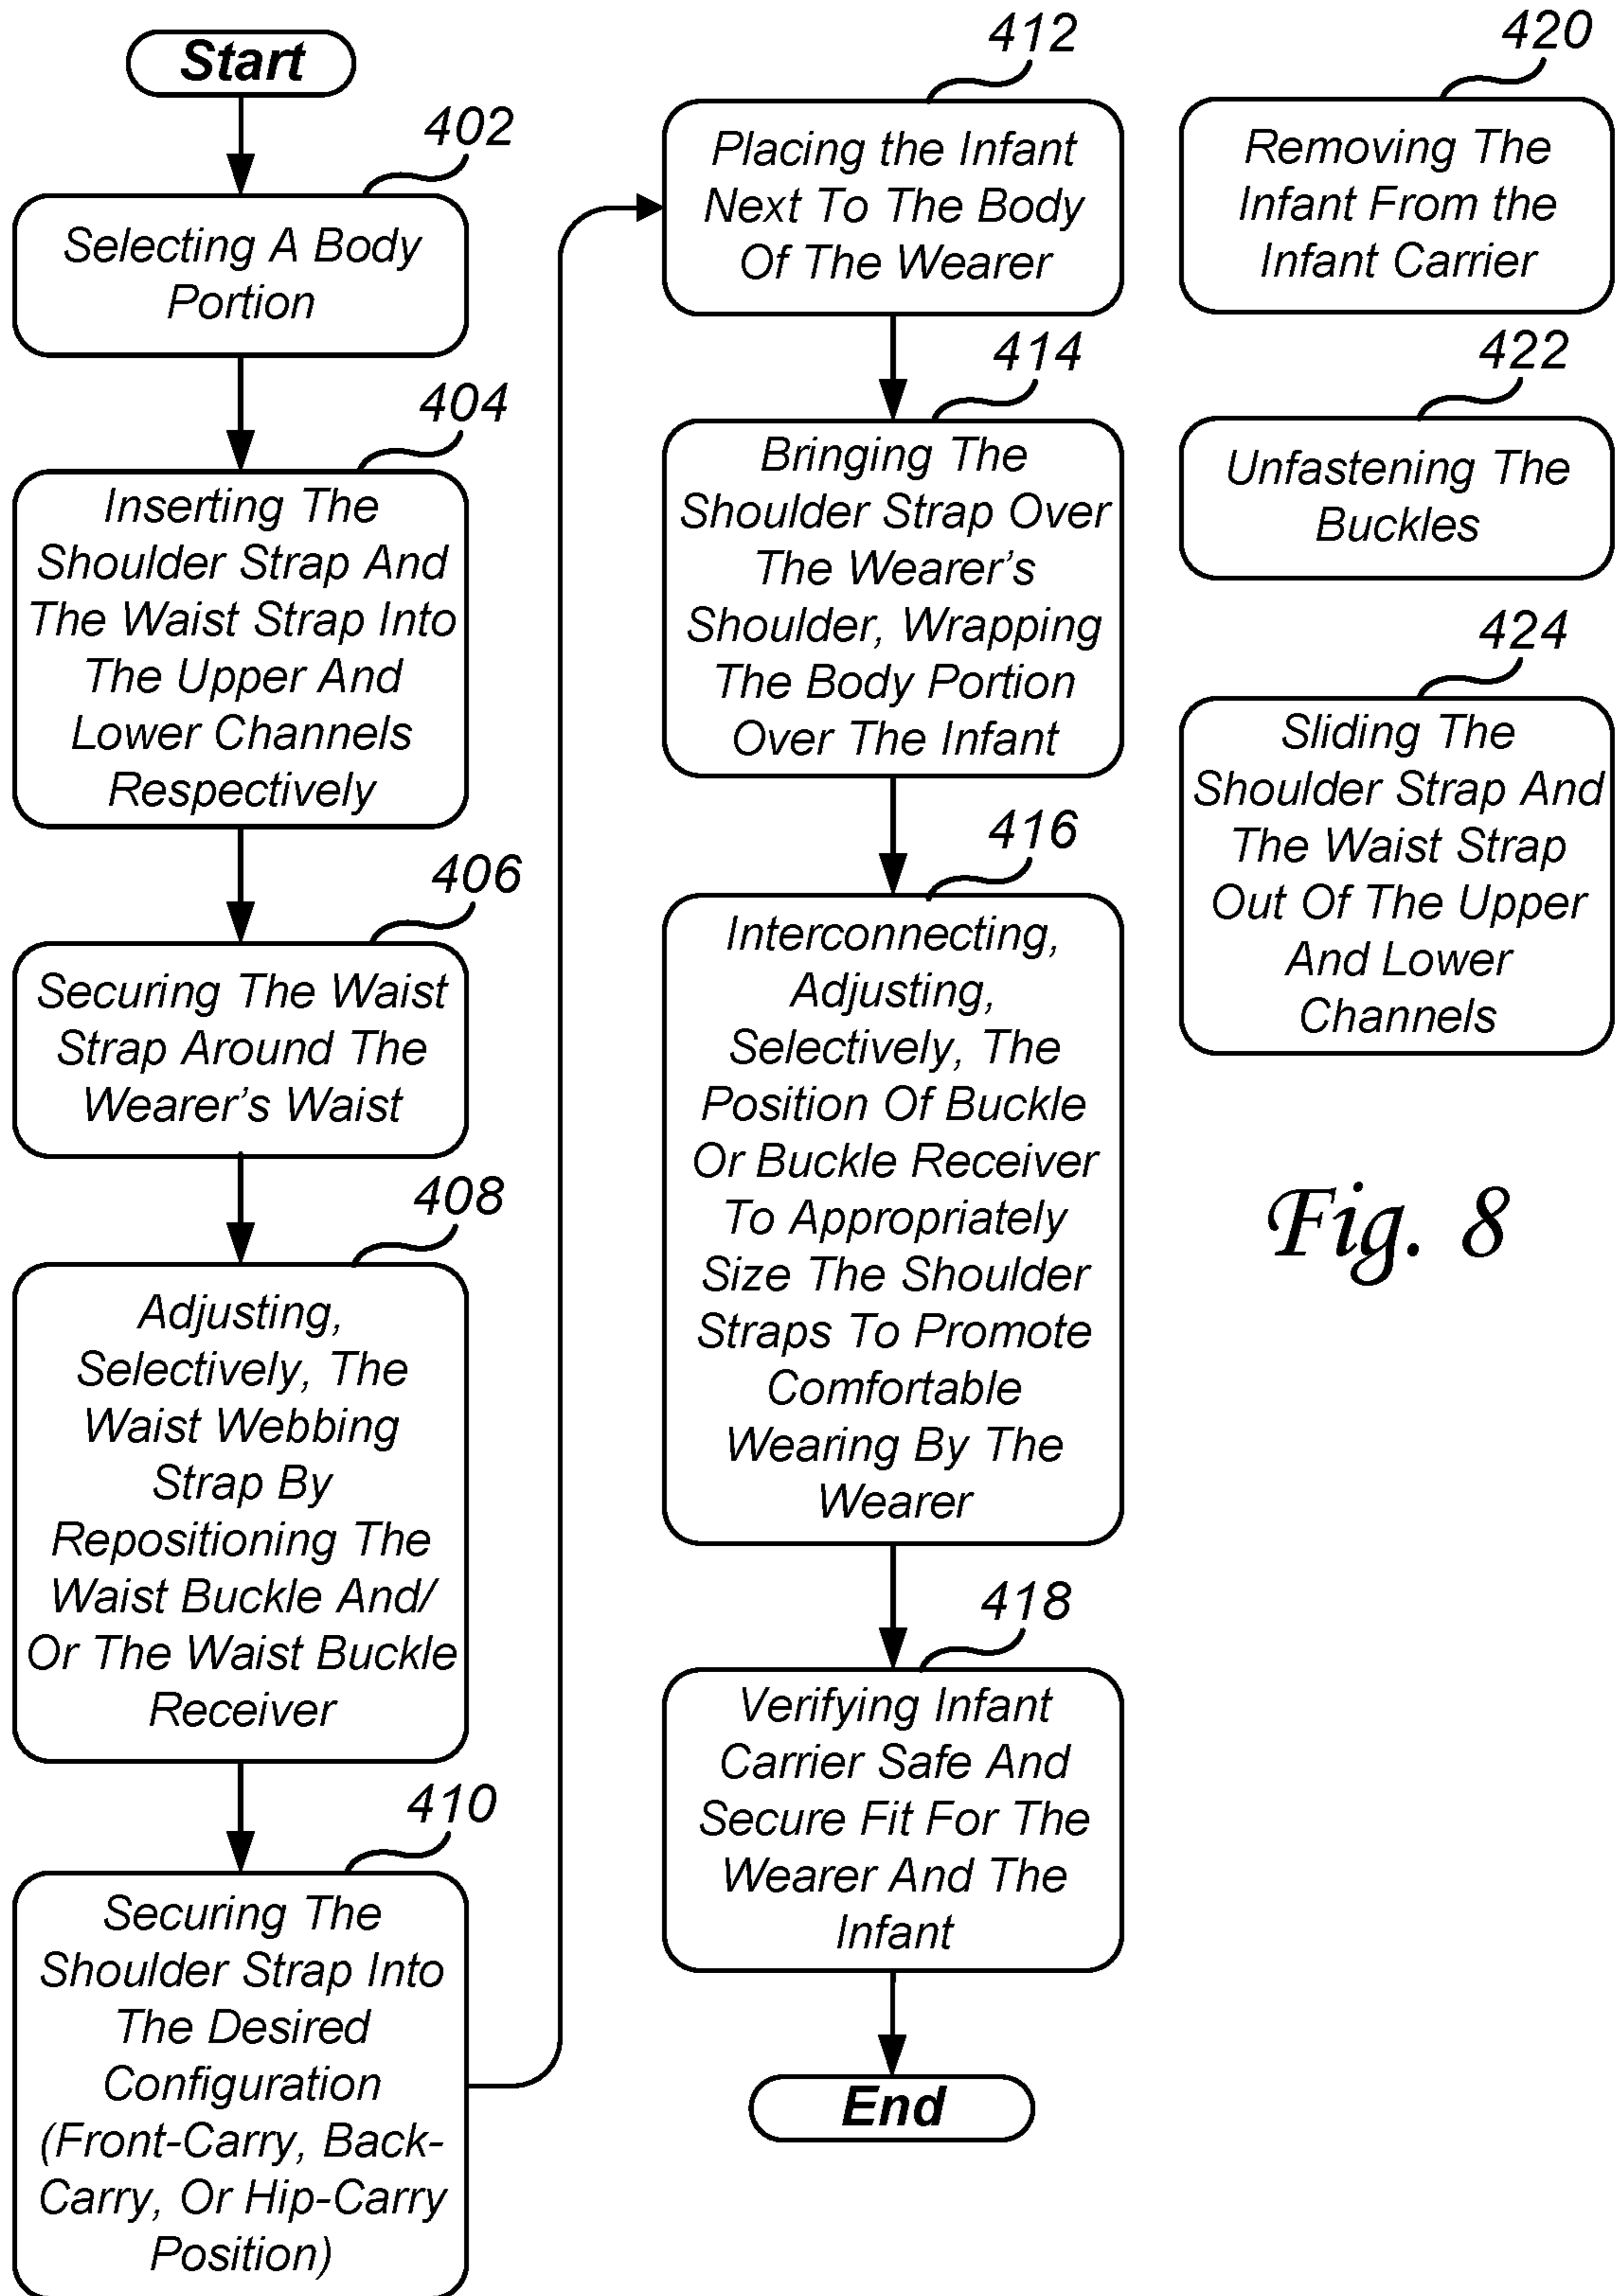 Start
402
Selecting A Body
Portion
404
Inserting The
Shoulder Strap And
The Waist Strap Into
The Upper And
Lower Channels
Respectively
406
Securing The Waist
Strap Around The
Wearer's Waist
408
Adjusting,
Selectively, The
Waist Webbing
Strap By
Repositioning The
Waist Buckle And/
Or The Waist Buckle
Receiver
410
Securing The
Shoulder Strap Into
The Desired
Configuration
(Front-Carry, Back-
Carry, Or Hip-Carry
Position)
412
Placing the Infant
Next To The Body
Of The Wearer
414
Bringing The
Shoulder Strap Over
The Wearer's
Shoulder, Wrapping
The Body Portion
Over The Infant
416
Interconnecting,
Adjusting,
Selectively, The
Position Of Buckle
Or Buckle Receiver
To Appropriately
Size The Shoulder
Straps To Promote
Comfortable
Wearing By The
Wearer
418
Verifying Infant
Carrier Safe And
Secure Fit For The
Wearer And The
Infant
End
420
Removing The
Infant From the
Infant Carrier
422
Unfastening The
Buckles
424
Sliding The
Shoulder Strap And
The Waist Strap
Out Of The Upper
And Lower
Channels
Fig. 8